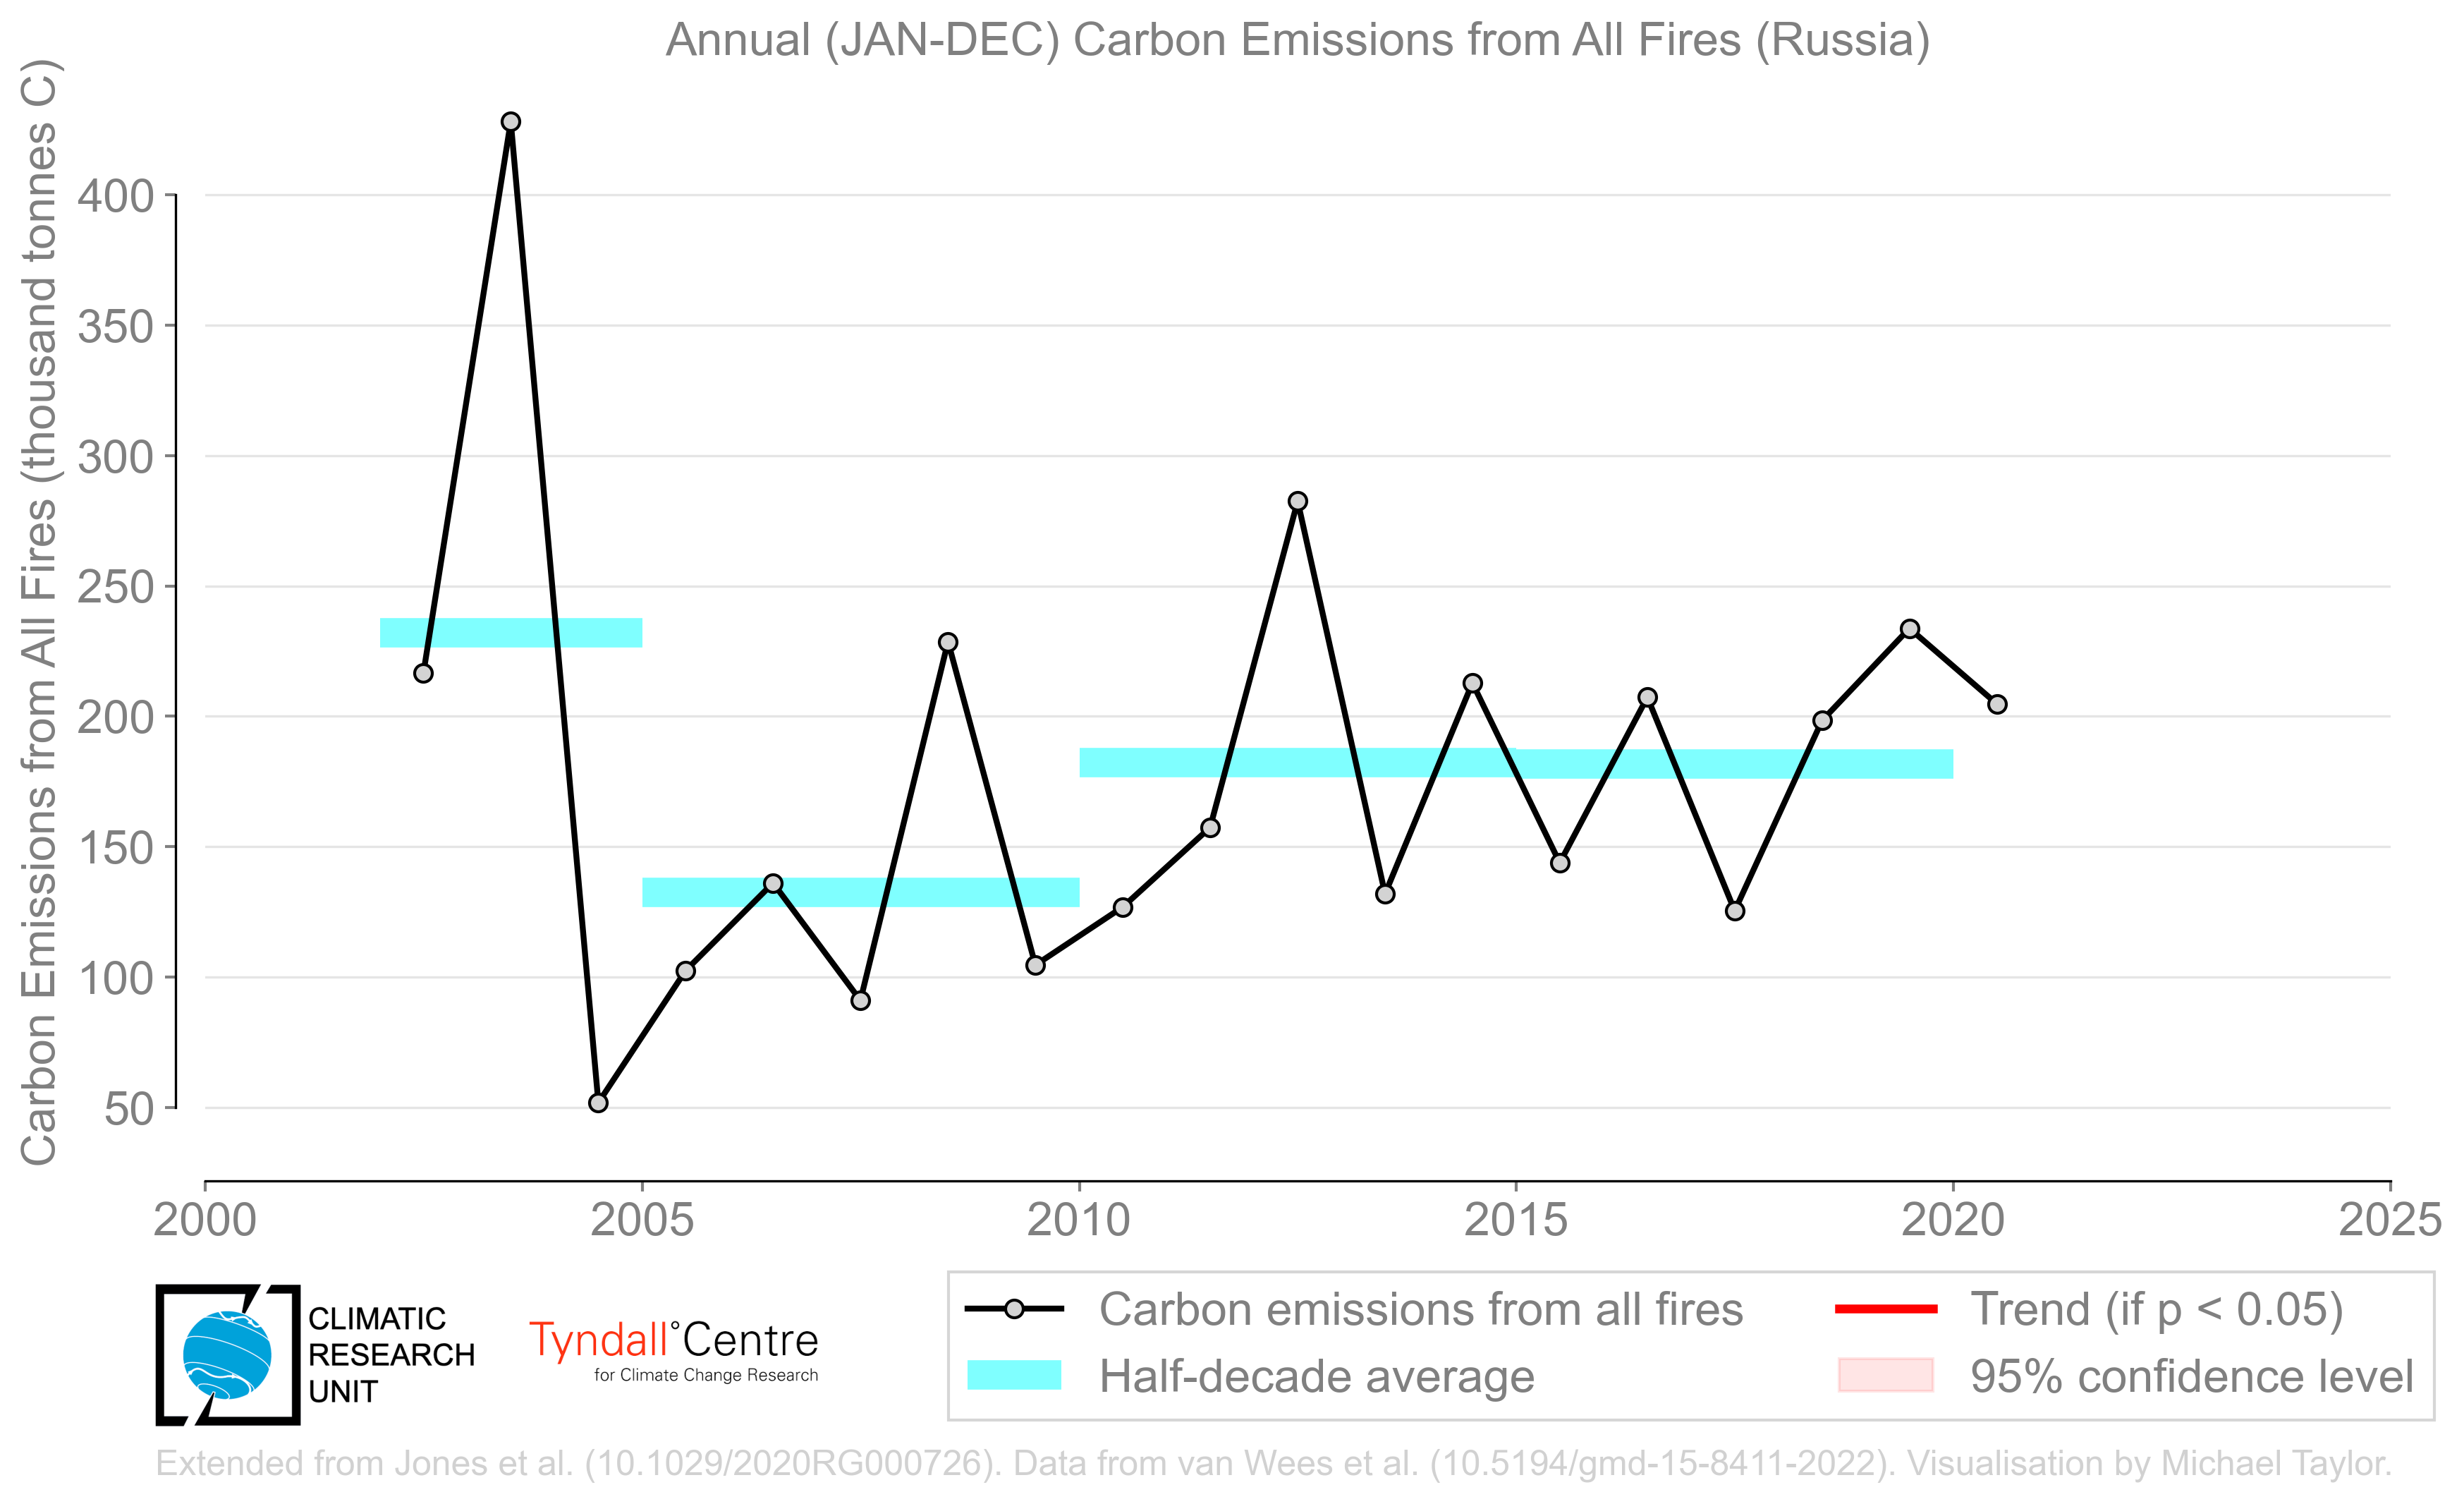 Annual (JAN-DEC) Carbon Emissions from All Fires (Russia)
Carbon Emissions from All Fires (thousand tonnes C)
400
350
300
250
200
150
100
50
2000 2005 2010 2015 2020 2025
CLIMATIC
RESEARCH
UNIT
Tyndall°Centre
for Climate Change Research
Carbon emissions from all fires
Half-decade average
Trend (if p < 0.05)
95% confidence level
Extended from Jones et al. (10.1029/2020RG000726). Data from van Wees et al. (10.5194/gmd-15-8411-2022). Visualisation by Michael Taylor.